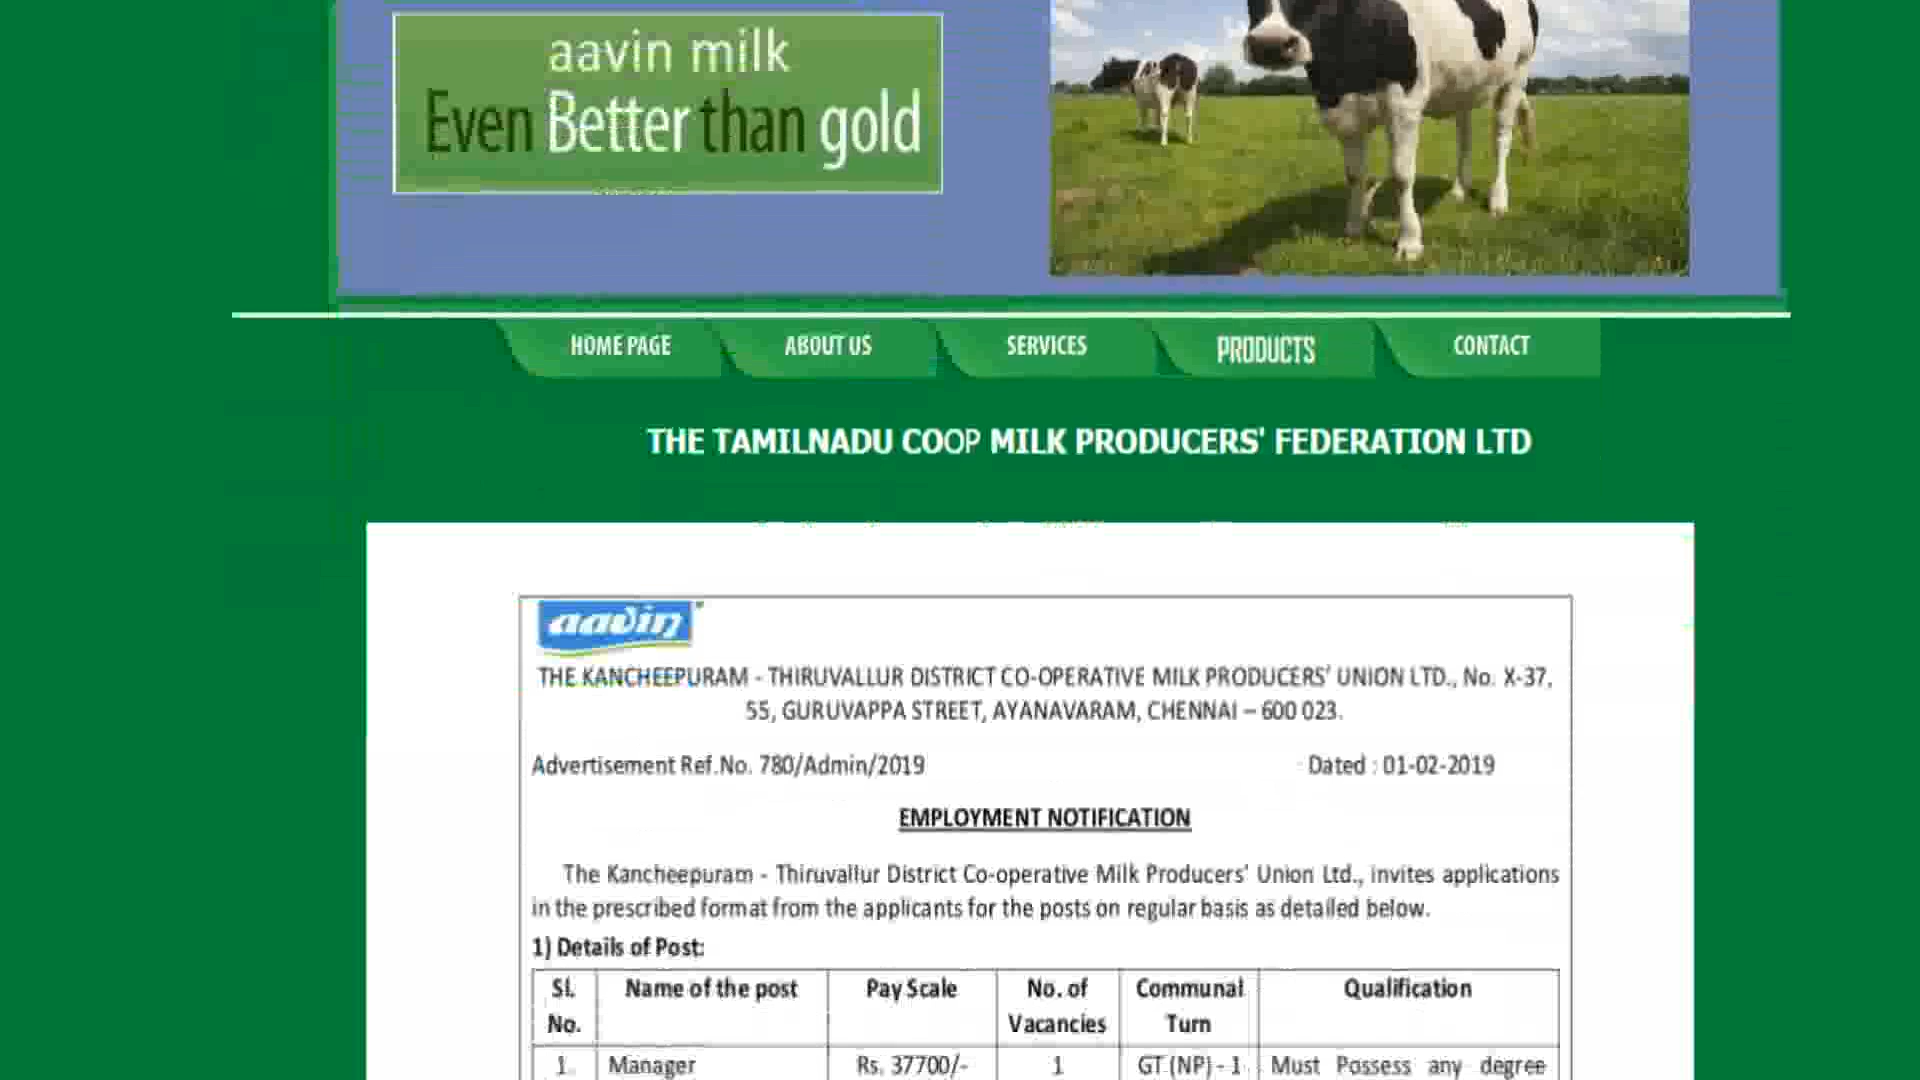 aavin milk
Even Better than gold
HOME PAGE
ABOUT US
SERVICES
PRODUCTS
CONTACT
THE TAMILNADU COOP MILK PRODUCERS' FEDERATION LTD
aavin
THE KANCHEEPURAM - THIRUVALLUR DISTRICT CO-OPERATIVE MILK PRODUCERS' UNION LTD., No. X-37,
55, GURUVAPPA STREET, AYANAVARAM, CHENNAI – 600 023.
Advertisement Ref.No. 780/Admin/2019 Dated : 01-02-2019
EMPLOYMENT NOTIFICATION
The Kancheepuram - Thiruvallur District Co-operative Milk Producers' Union Ltd., invites applications
in the prescribed format from the applicants for the posts on regular basis as detailed below.
1) Details of Post:
Sl. No. Name of the post Pay Scale No. of Vacancies Communal Turn Qualification
1. Manager Rs. 37700/- 1 GT (NP) - 1 Must Possess any degree